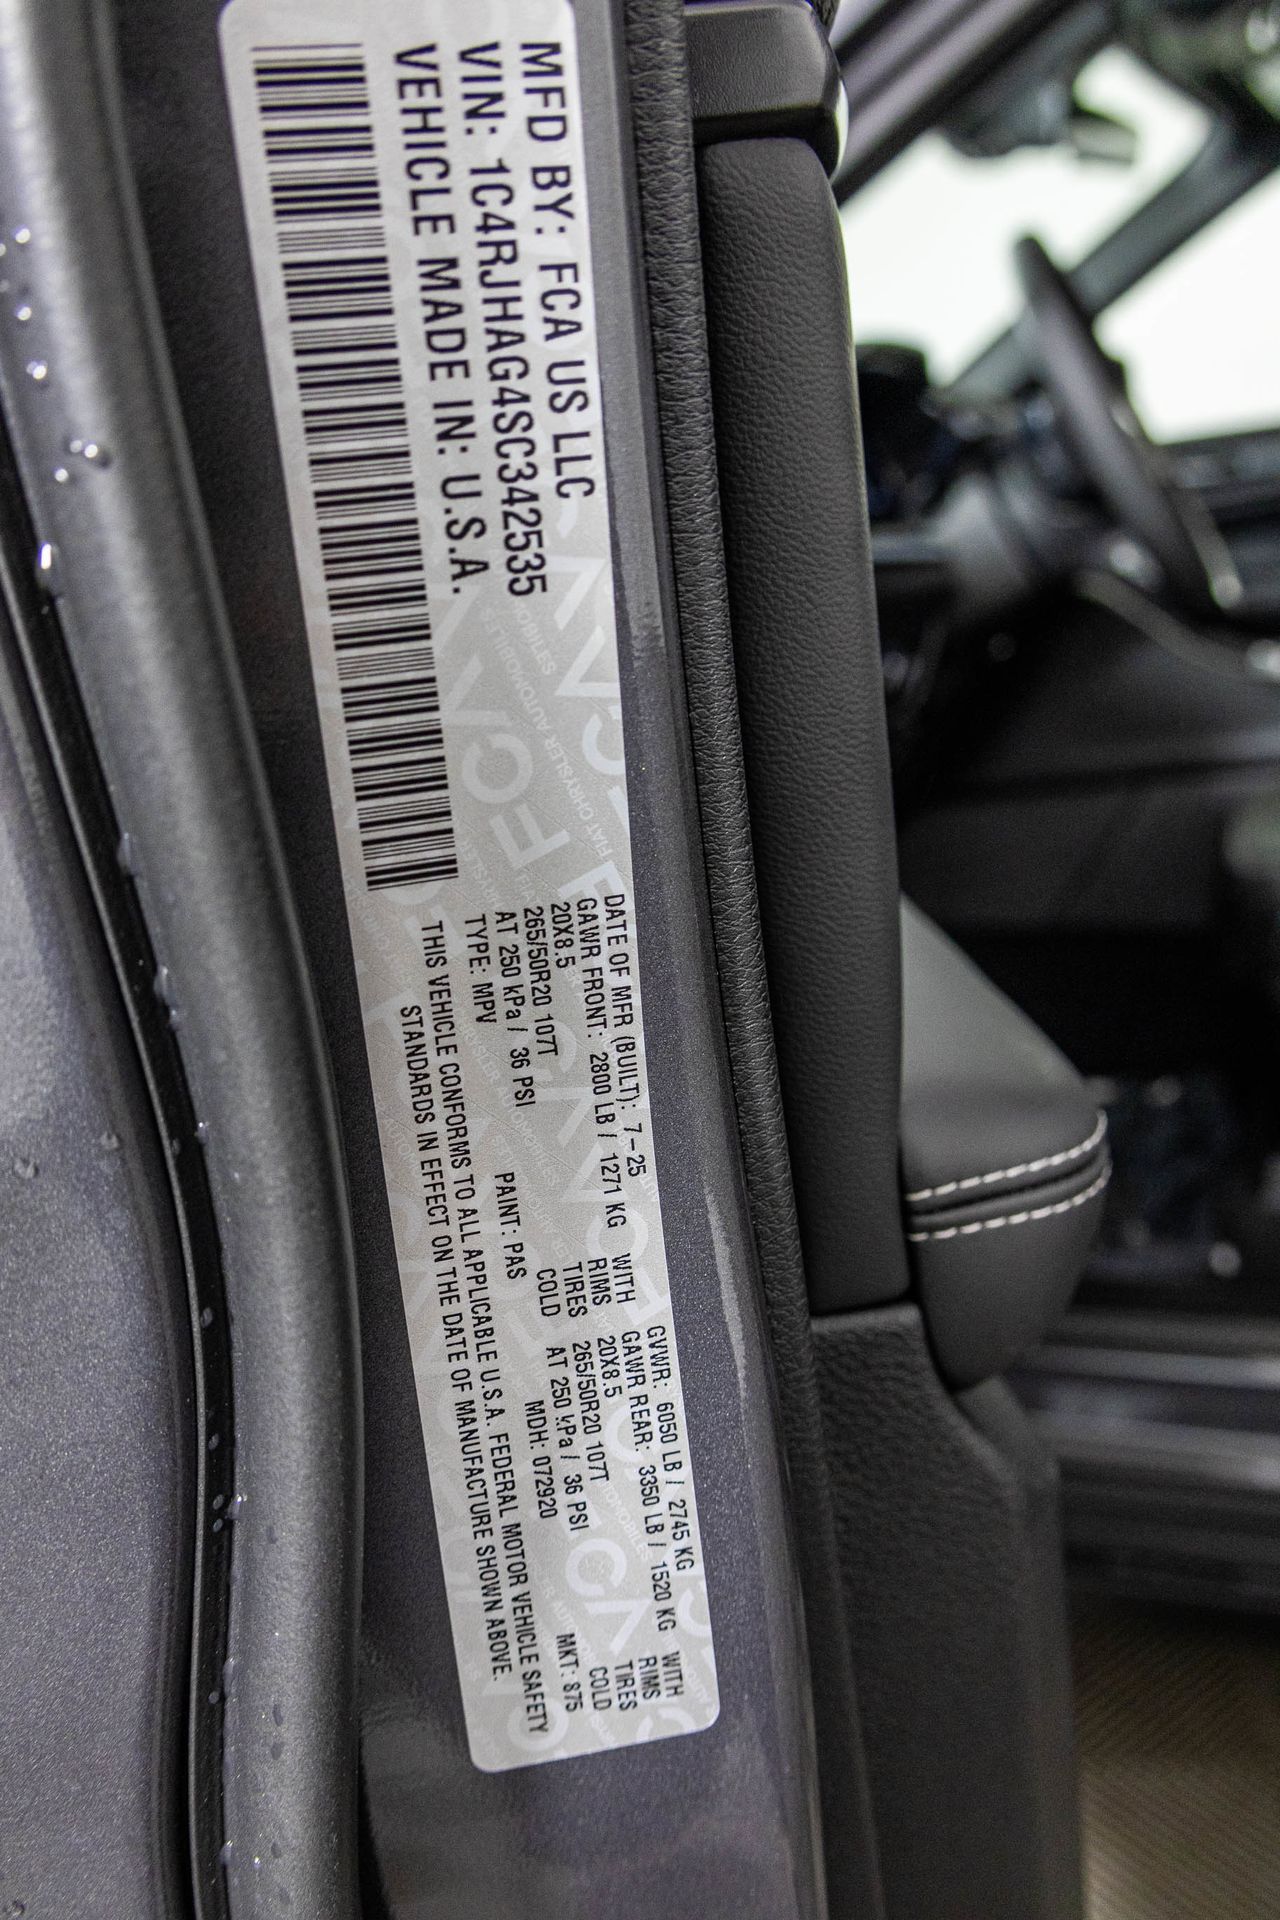 MFD BY: FCA US LLC
VIN: 1C4RJHAG4SC342535
VEHICLE MADE IN: U.S.A.
DATE OF MFR (BUILT): 7-25 GVWR: 6050 LB / 2745 KG
GAWR FRONT: 2800 LB / 1271 KG WITH GAWR REAR: 3350 LB / 1520 KG WITH
20X8.5 RIMS 20X8.5 RIMS
265/50R20 107T TIRES 265/50R20 107T TIRES
AT 250 kPa / 36 PSI COLD AT 250 kPa / 36 PSI COLD
TYPE: MPV PAINT: PAS MDH: 072920 MKT: 875
THIS VEHICLE CONFORMS TO ALL APPLICABLE U.S.A. FEDERAL MOTOR VEHICLE SAFETY
STANDARDS IN EFFECT ON THE DATE OF MANUFACTURE SHOWN ABOVE.
FCA
FIAT CHRYSLER AUTOMOBILES